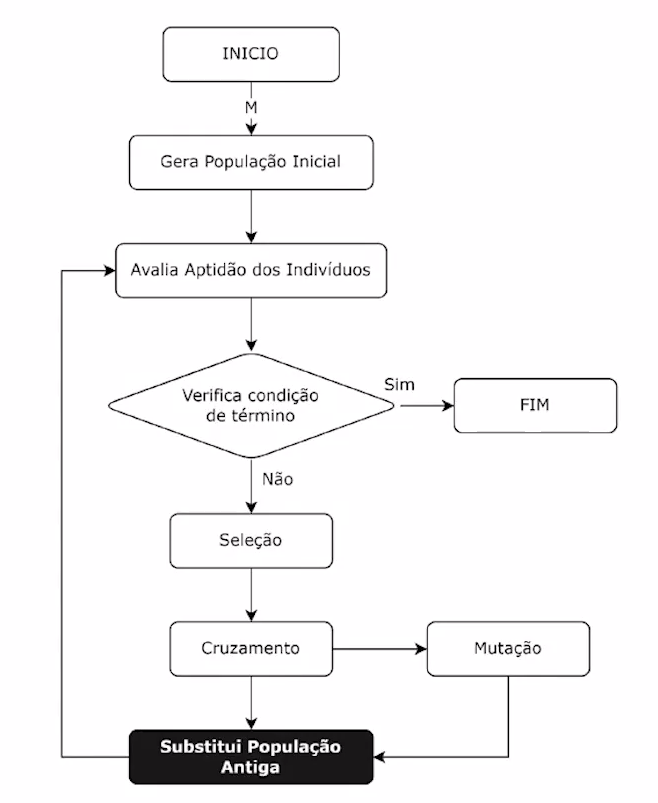 INICIO
M
Gera População Inicial
Avalia Aptidão dos Indivíduos
Verifica condição
de término
Sim
FIM
Não
Seleção
Cruzamento
Mutação
Substitui População
Antiga